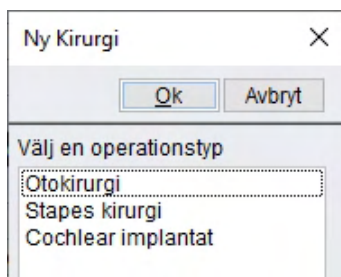 Ny Kirurgi
Ok Avbryt
Välj en operationstyp
Otokirurgi
Stapes kirurgi
Cochlear implantat